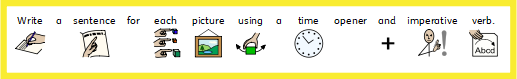 Write a sentence for each picture using a time opener and imperative verb.
Abcd